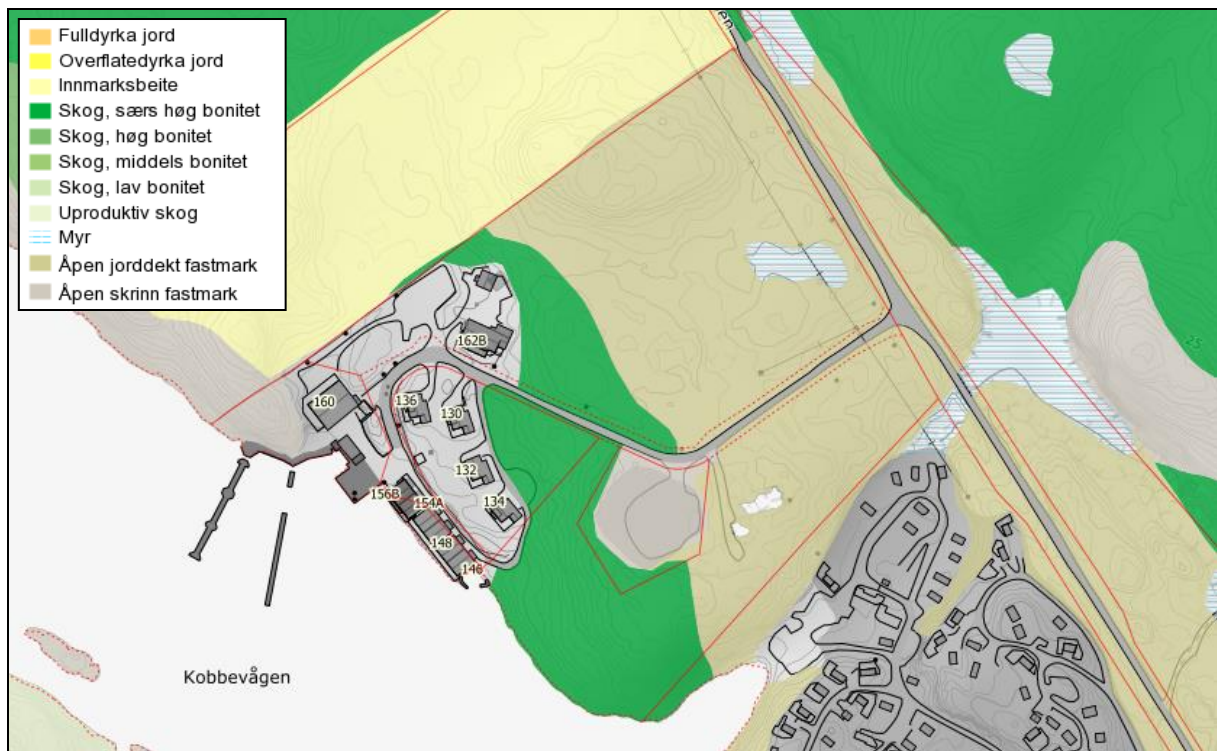 Fulldyrka jord
Overflatedyrka jord
Innmarksbeite
Skog, særs høg bonitet
Skog, høg bonitet
Skog, middels bonitet
Skog, lav bonitet
Uproduktiv skog
Myr
Åpen jorddekt fastmark
Åpen skrinn fastmark
162B
25
160
136
130
132
156B
154A
134
148
146
Kobbevågen